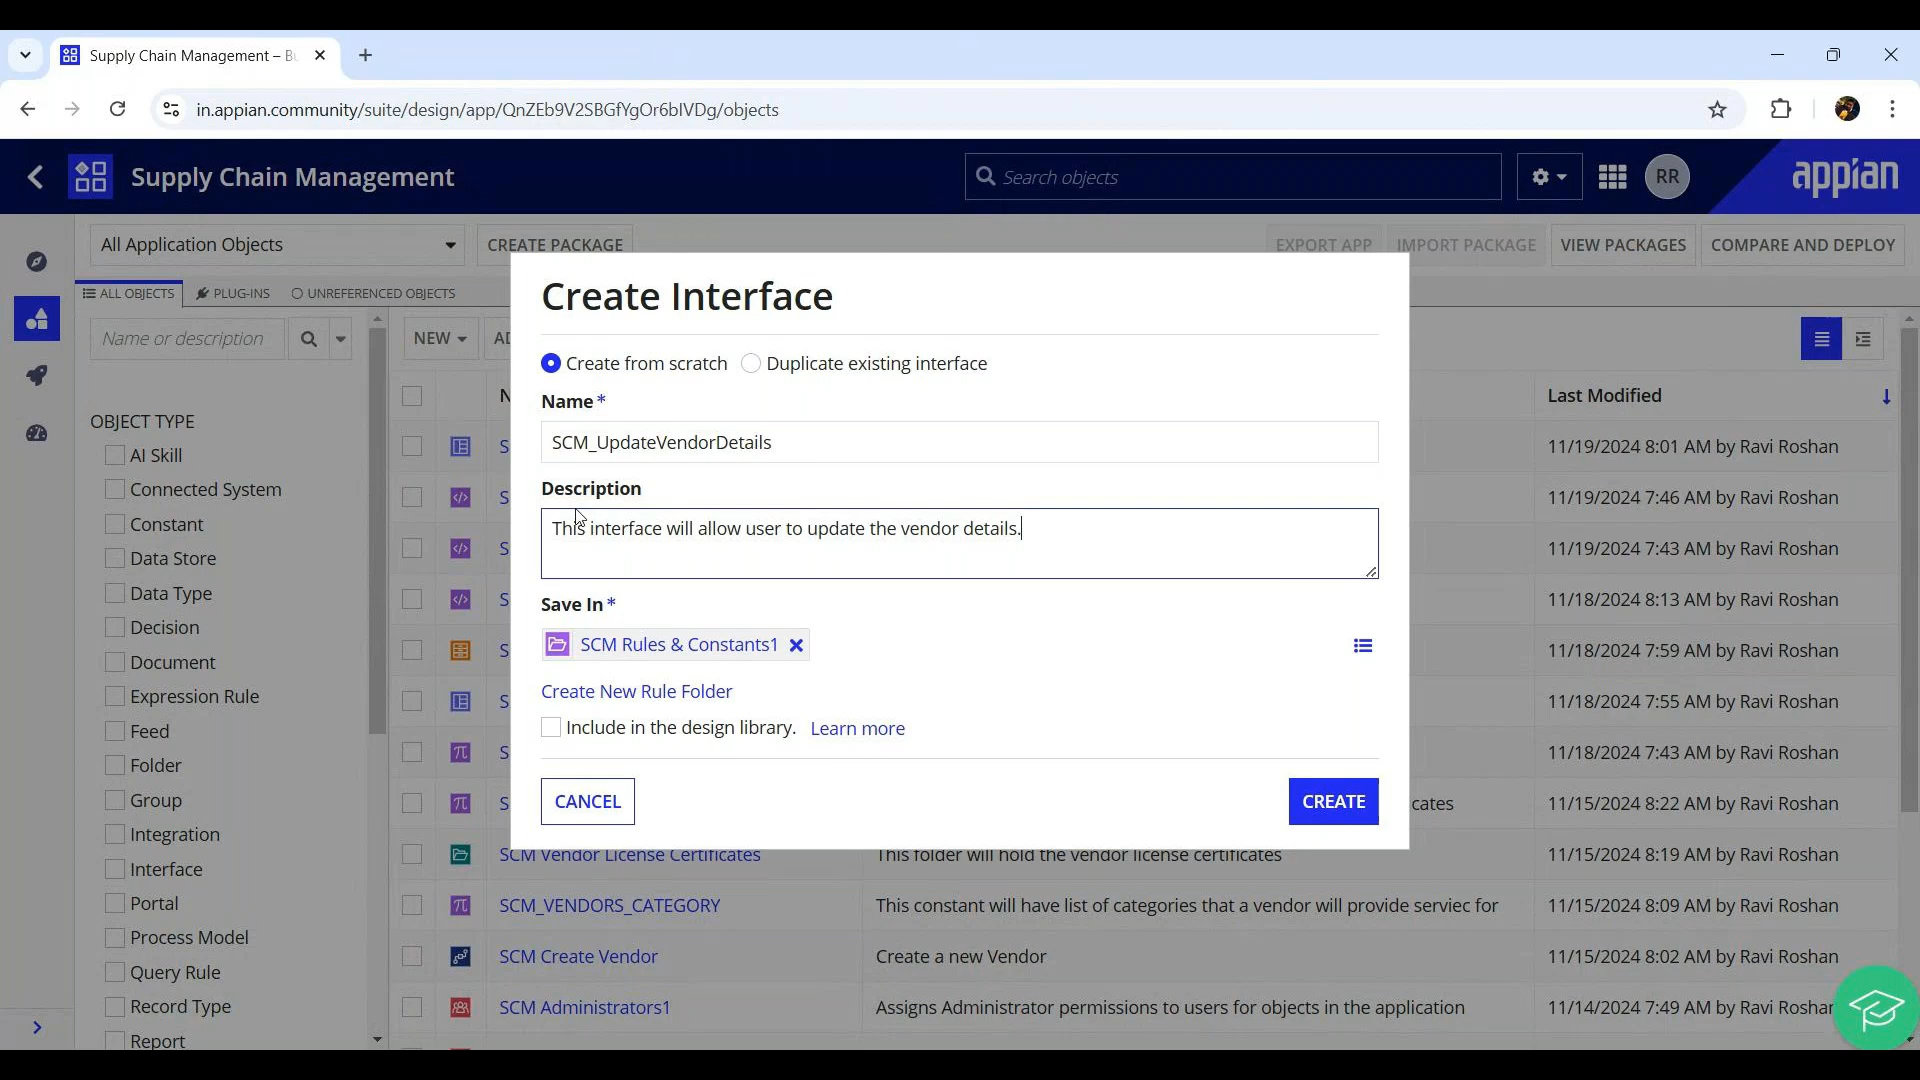 Supply Chain Management – Bu
in.appian.community/suite/design/app/QnZEb9V2SBGfYgOr6bIVDg/objects
Supply Chain Management
Search objects
RR
appian
All Application Objects
CREATE PACKAGE
EXPORT APP
IMPORT PACKAGE
VIEW PACKAGES
COMPARE AND DEPLOY
ALL OBJECTS
PLUG-INS
UNREFERENCED OBJECTS
Name or description
NEW
Create Interface
Create from scratch
Duplicate existing interface
Name*
SCM_UpdateVendorDetails
Description
This interface will allow user to update the vendor details.
Save In*
SCM Rules & Constants1
Create New Rule Folder
Include in the design library. Learn more
CANCEL
CREATE
OBJECT TYPE
AI Skill
Connected System
Constant
Data Store
Data Type
Decision
Document
Expression Rule
Feed
Folder
Group
Integration
Interface
Portal
Process Model
Query Rule
Record Type
Report
Last Modified
11/19/2024 8:01 AM by Ravi Roshan
11/19/2024 7:46 AM by Ravi Roshan
11/19/2024 7:43 AM by Ravi Roshan
11/18/2024 8:13 AM by Ravi Roshan
11/18/2024 7:59 AM by Ravi Roshan
11/18/2024 7:55 AM by Ravi Roshan
11/18/2024 7:43 AM by Ravi Roshan
cates 11/15/2024 8:22 AM by Ravi Roshan
SCM Vendor License Certificates This folder will hold the vendor license certificates 11/15/2024 8:19 AM by Ravi Roshan
SCM_VENDORS_CATEGORY This constant will have list of categories that a vendor will provide serviec for 11/15/2024 8:09 AM by Ravi Roshan
SCM Create Vendor Create a new Vendor 11/15/2024 8:02 AM by Ravi Roshan
SCM Administrators1 Assigns Administrator permissions to users for objects in the application 11/14/2024 7:49 AM by Ravi Roshan